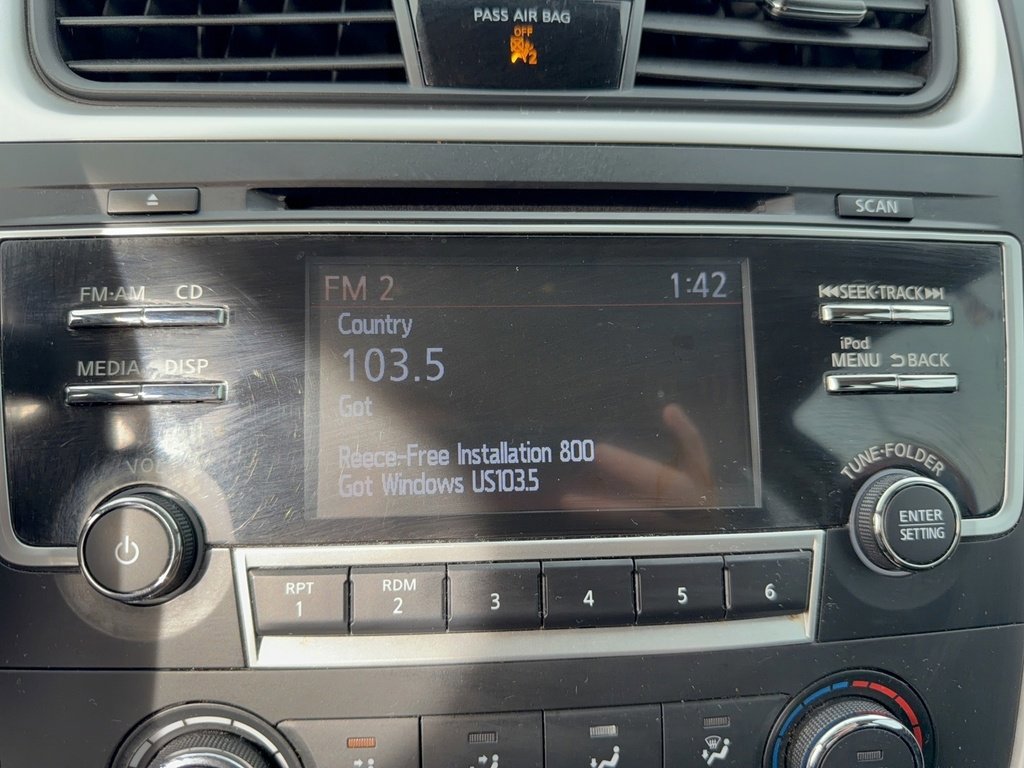 PASS AIR BAG
OFF
2
SCAN
FM·AM CD
MEDIA DISP
VOL
FM 2 1:42
Country
103.5
Got
Reece-Free Installation 800
Got Windows US103.5
SEEK·TRACK
iPod
MENU BACK
TUNE·FOLDER
ENTER
SETTING
RPT
1
RDM
2
3
4
5
6